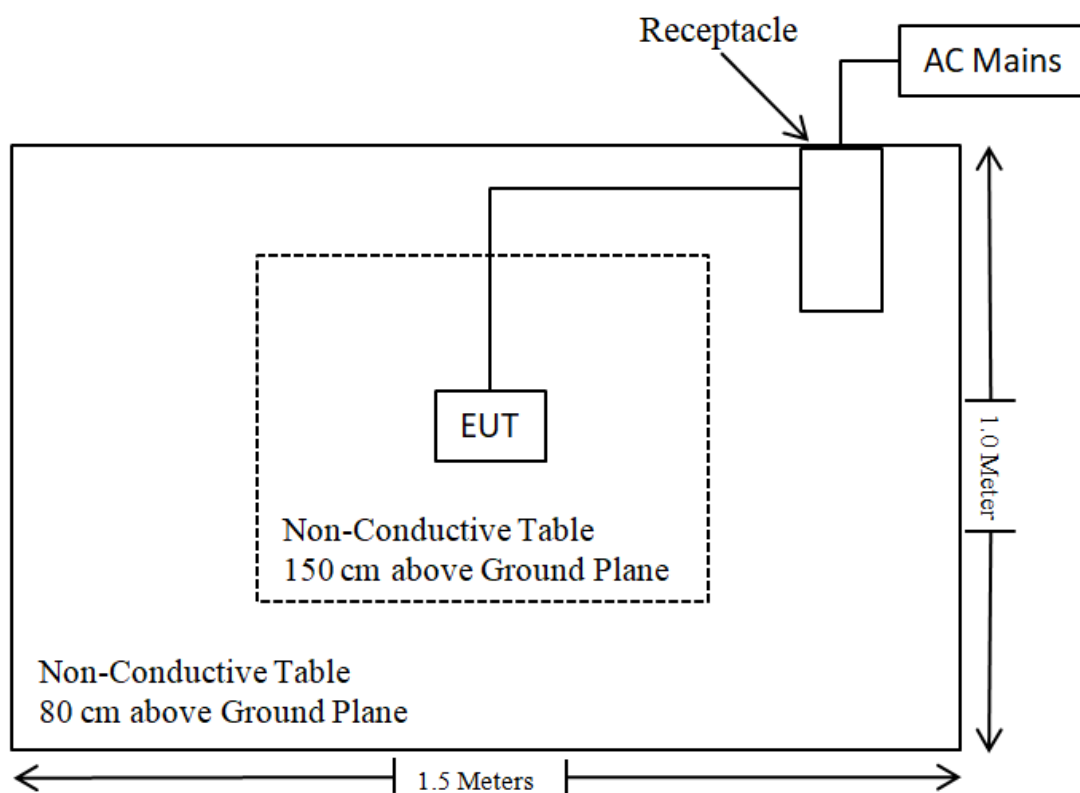 Receptacle
AC Mains
EUT
1.0 Meter
Non-Conductive Table
150 cm above Ground Plane
Non-Conductive Table
80 cm above Ground Plane
1.5 Meters